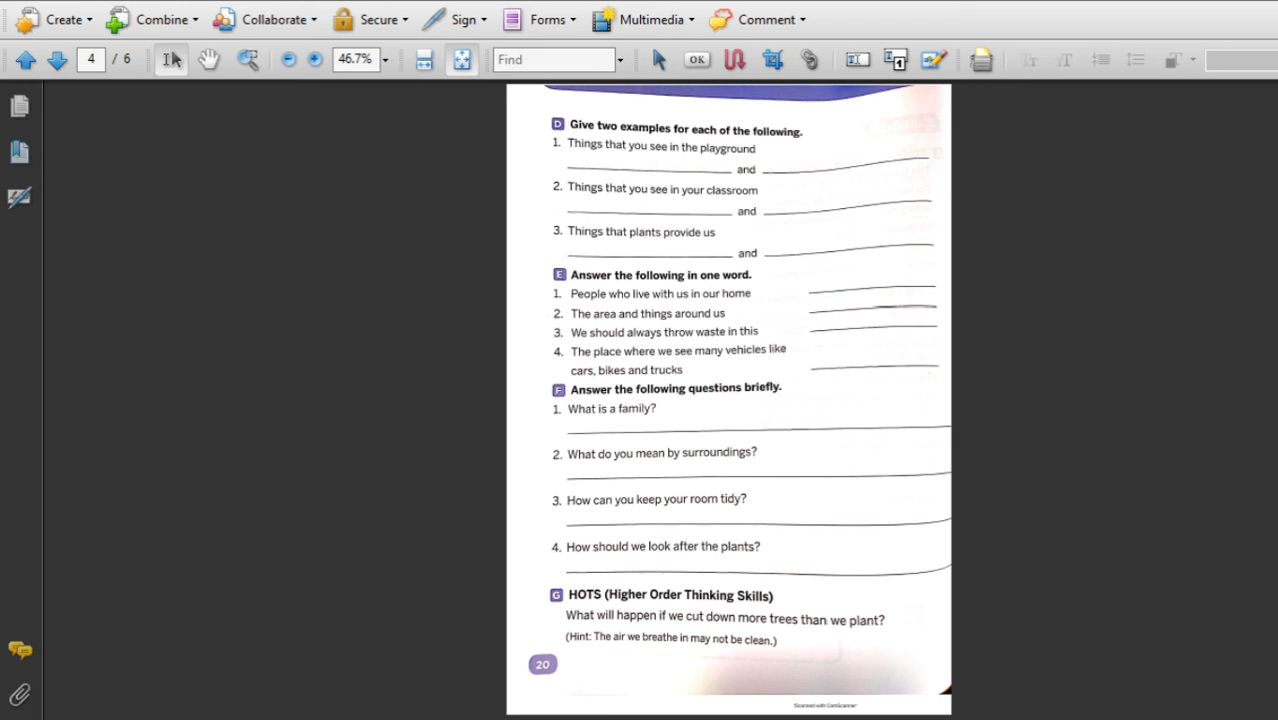 Create
Combine
Collaborate
Secure
Sign
Forms
Multimedia
Comment
4 / 6
46.7%
Find
OK
D Give two examples for each of the following.
1. Things that you see in the playground
and
2. Things that you see in your classroom
and
3. Things that plants provide us
and
E Answer the following in one word.
1. People who live with us in our home
2. The area and things around us
3. We should always throw waste in this
4. The place where we see many vehicles like
cars, bikes and trucks
F Answer the following questions briefly.
1. What is a family?
2. What do you mean by surroundings?
3. How can you keep your room tidy?
4. How should we look after the plants?
G HOTS (Higher Order Thinking Skills)
What will happen if we cut down more trees than we plant?
(Hint: The air we breathe in may not be clean.)
20
Scanned with CamScanner